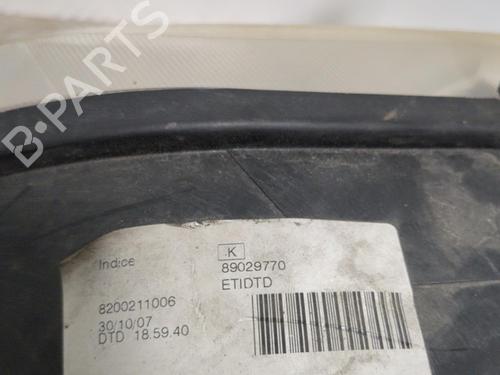 B-PARTS
Indice
8200211006
30/10/07
DTD 18.59.40
K
89029770
ETIDTD